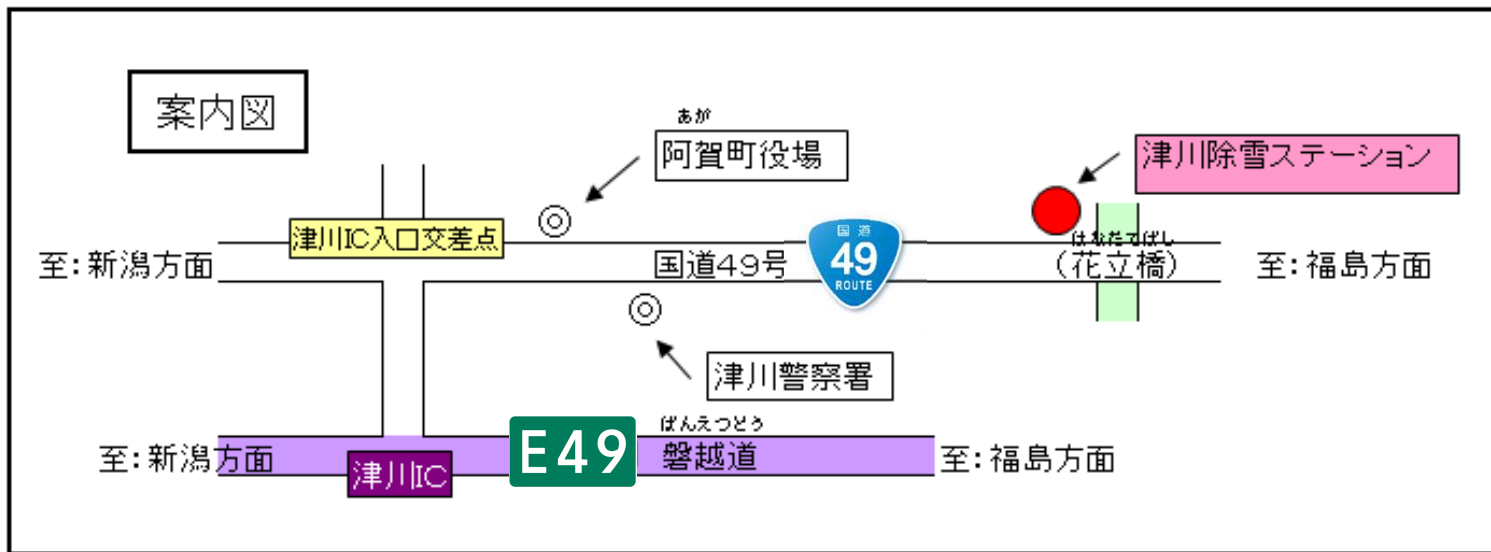 案内図
あが
阿賀町役場
津川除雪ステーション
津川IC入口交差点
国道
49
ROUTE
はなたてばし
至:新潟方面
国道49号
(花立橋)
至:福島方面
津川警察署
ばんえつどう
至:新潟方面
津川IC
E49
磐越道
至:福島方面